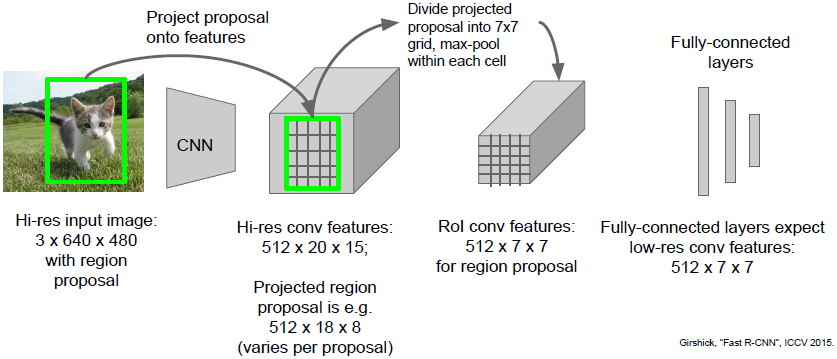 Project proposal
onto features
Divide projected
proposal into 7x7
grid, max-pool
within each cell
Fully-connected
layers
CNN
Hi-res input image:
3 x 640 x 480
with region
proposal
Hi-res conv features:
512 x 20 x 15;
Projected region
proposal is e.g.
512 x 18 x 8
(varies per proposal)
RoI conv features:
512 x 7 x 7
for region proposal
Fully-connected layers expect
low-res conv features:
512 x 7 x 7
Girshick, "Fast R-CNN", ICCV 2015.